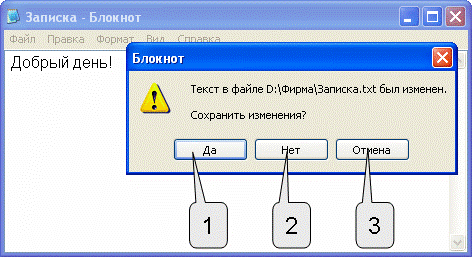 Записка - Блокнот
Файл Правка Формат Вид Справка
Добрый день!
Блокнот
Текст в файле D:\Фирма\Записка.txt был изменен.
Сохранить изменения?
Да Нет Отмена
1 2 3